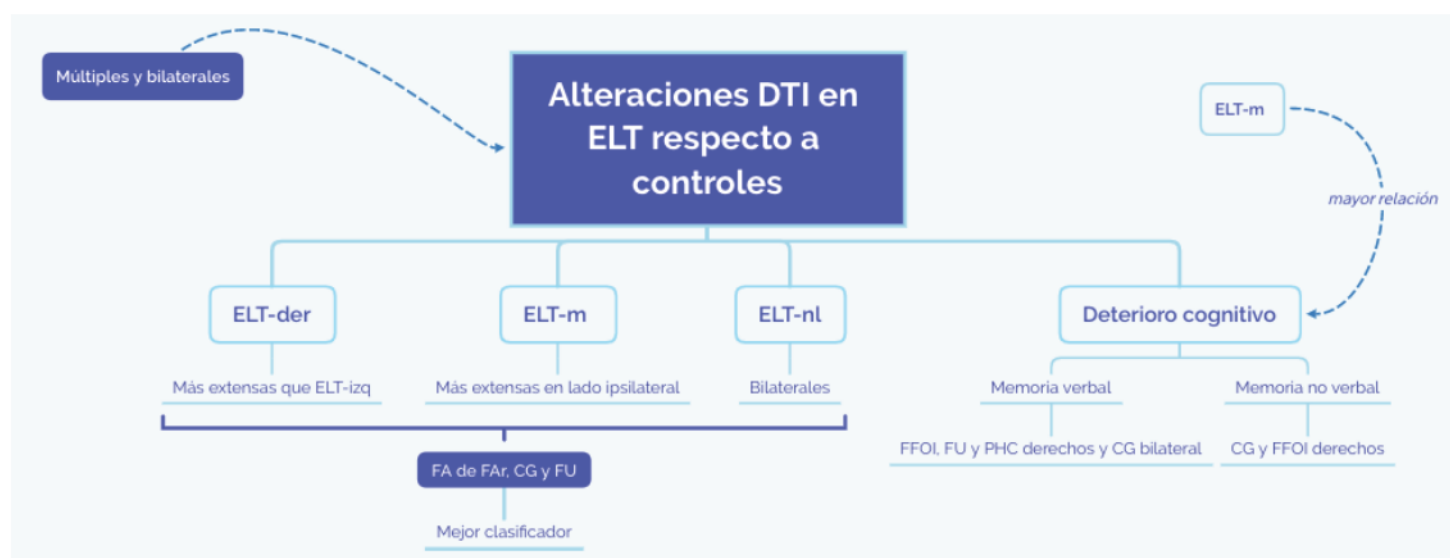 Múltiples y bilaterales
Alteraciones DTI en
ELT respecto a
controles
ELT-m
mayor relación
ELT-der
ELT-m
ELT-nl
Deterioro cognitivo
Más extensas que ELT-izq
Más extensas en lado ipsilateral
Bilaterales
Memoria verbal
Memoria no verbal
FFOI, FU y PHC derechos y CG bilateral
CG y FFOI derechos
FA de FAr, CG y FU
Mejor clasificador